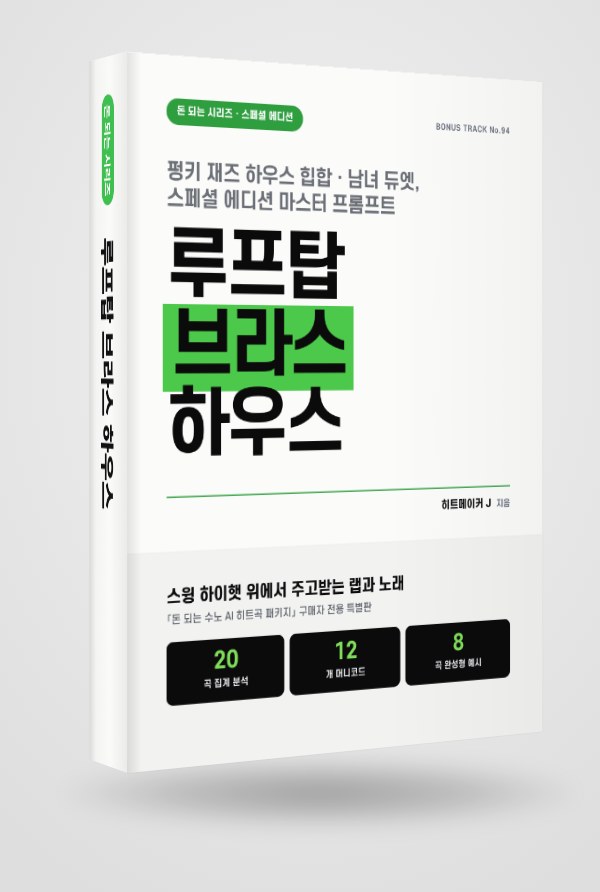 돈 되는 시리즈 · 스페셜 에디션
BONUS TRACK No.94
펑키 재즈 하우스 힙합 · 남녀 듀엣,
스페셜 에디션 마스터 프롬프트
루프탑
브라스
하우스
히트메이커 J 지음
스윙 하이햇 위에서 주고받는 랩과 노래
『돈 되는 수노 AI 히트곡 패키지』 구매자 전용 특별판
20
곡 집계 분석
12
개 머니코드
8
곡 완성형 예시
돈 되는 시리즈
루프탑 브라스 하우스